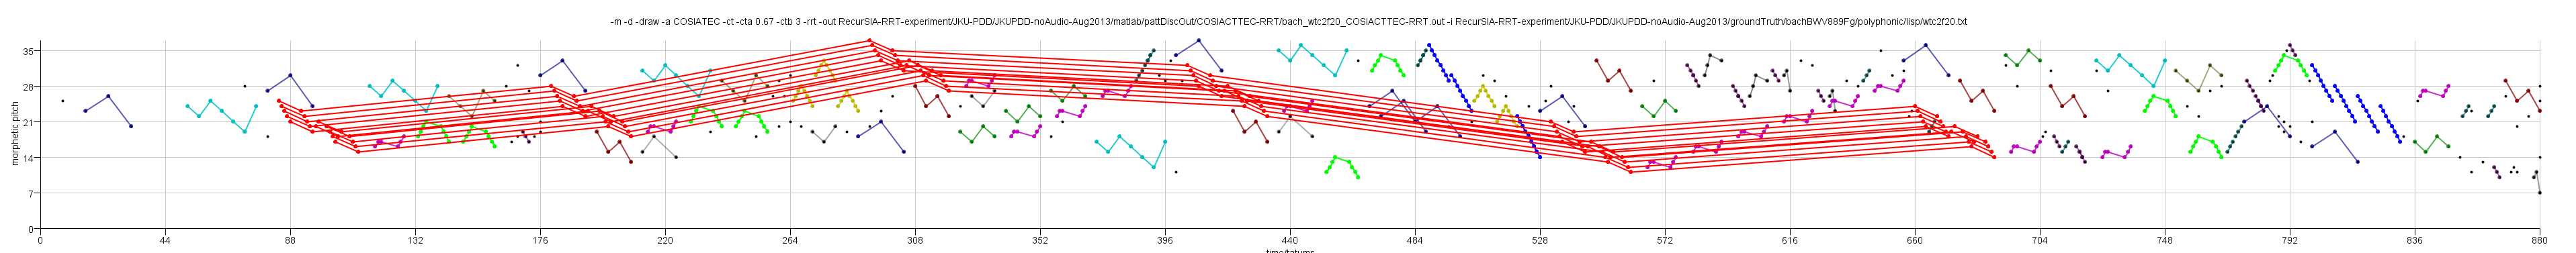 -m -d -draw -a COSIATEC -ct -cta 0.67 -ctb 3 -rrt -out RecurSIA-RRT-experiment/JKU-PDD/JKUPDD-noAudio-Aug2013/matlab/pattDiscOut/COSIACTTEC-RRT/bach_wtc2f20_COSIACTTEC-RRT.out -i RecurSIA-RRT-experiment/JKU-PDD/JKUPDD-noAudio-Aug2013/groundTruth/bachBWV889Fg/polyphonic/lisp/wtc2f20.txt
morphetic pitch
35
28
21
14
7
0
0 44 88 132 176 220 264 308 352 396 440 484 528 572 616 660 704 748 792 836 880
time/tatums